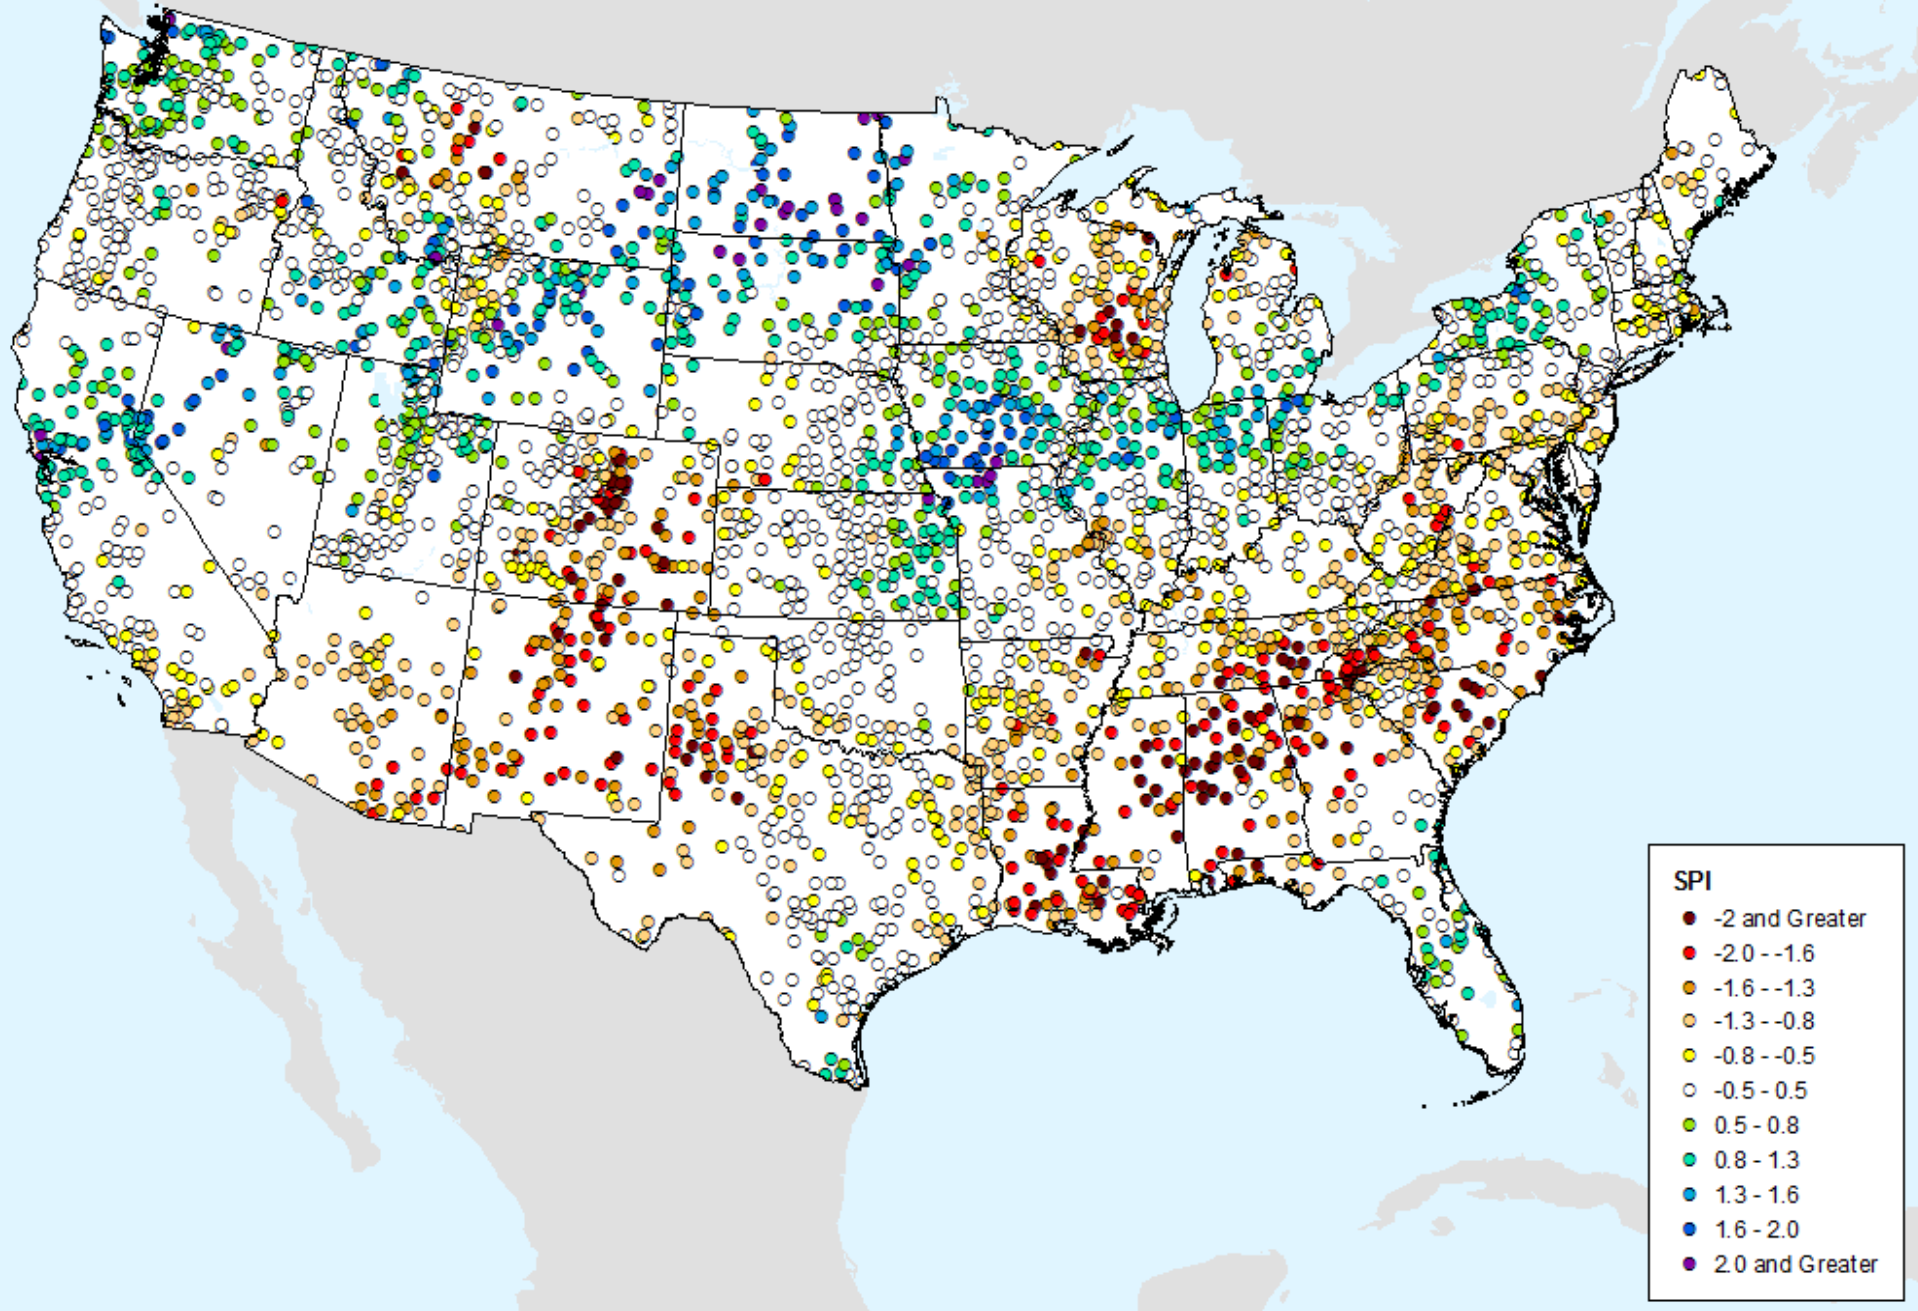 SPI
-2 and Greater
-2.0 - -1.6
-1.6 - -1.3
-1.3 - -0.8
-0.8 - -0.5
-0.5 - 0.5
0.5 - 0.8
0.8 - 1.3
1.3 - 1.6
1.6 - 2.0
2.0 and Greater